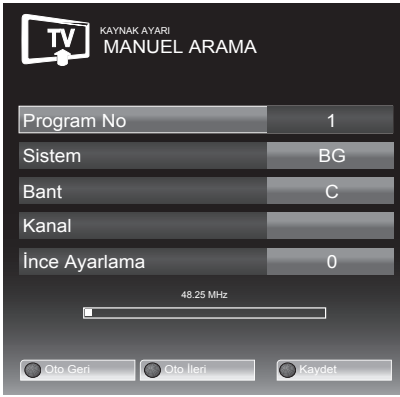 TV
KAYNAK AYARI
MANUEL ARAMA
Program No 1
Sistem BG
Bant C
Kanal
İnce Ayarlama 0
48.25 MHz
Oto Geri Oto İleri Kaydet